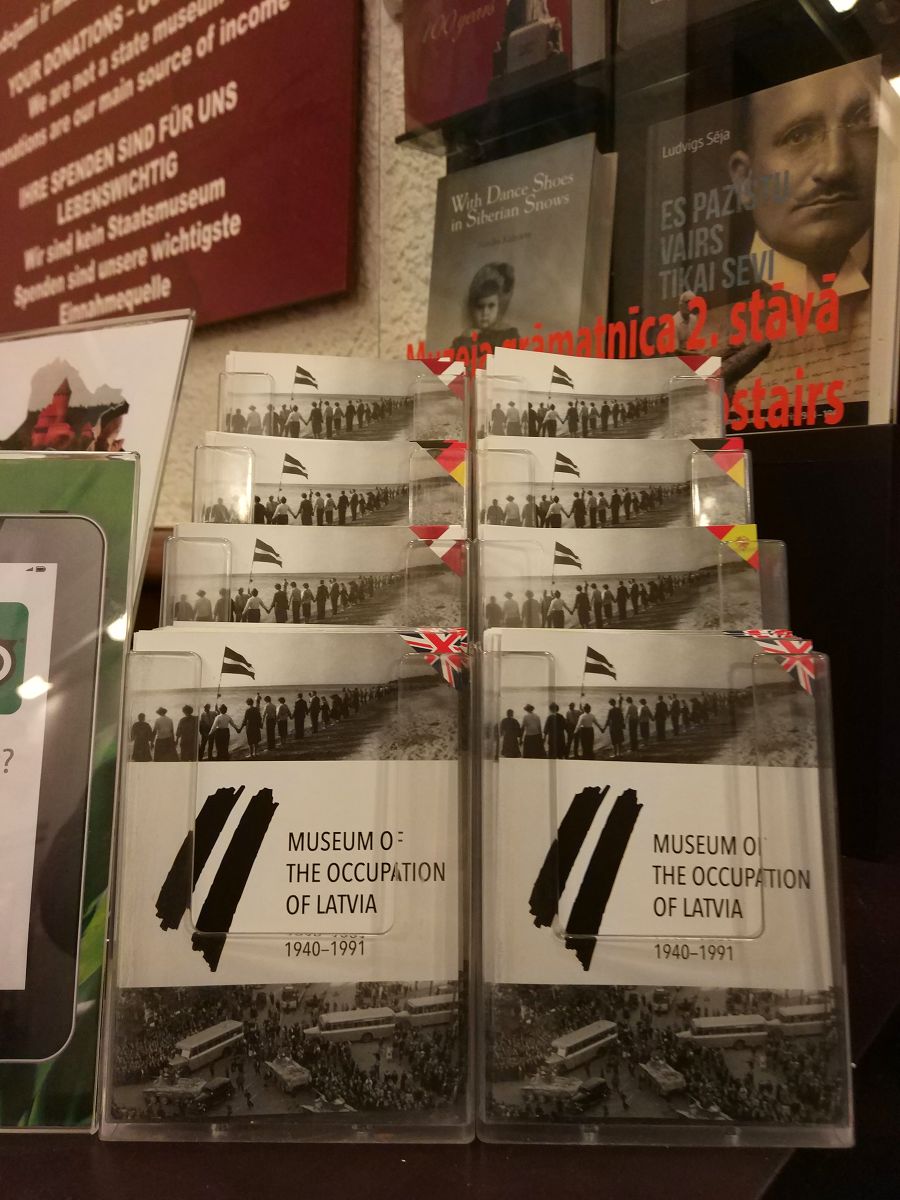 YOUR DONATIONS –
We are not a state museum
donations are our main source of income
IHRE SPENDEN SIND FÜR UNS
LEBENSWICHTIG
Wir sind kein Staatsmuseum
Spenden sind unsere wichtigste
Einnahmequelle
100 years
With Dance Shoes
in Siberian Snows
Ludvigs Sēja
ES PAZĪSTU
VAIRS
TIKAI SEVI
Muzeja grāmatnīca 2. stāvā
?
MUSEUM OF
THE OCCUPATION
OF LATVIA
1940–1991
MUSEUM OF
THE OCCUPATION
OF LATVIA
1940–1991